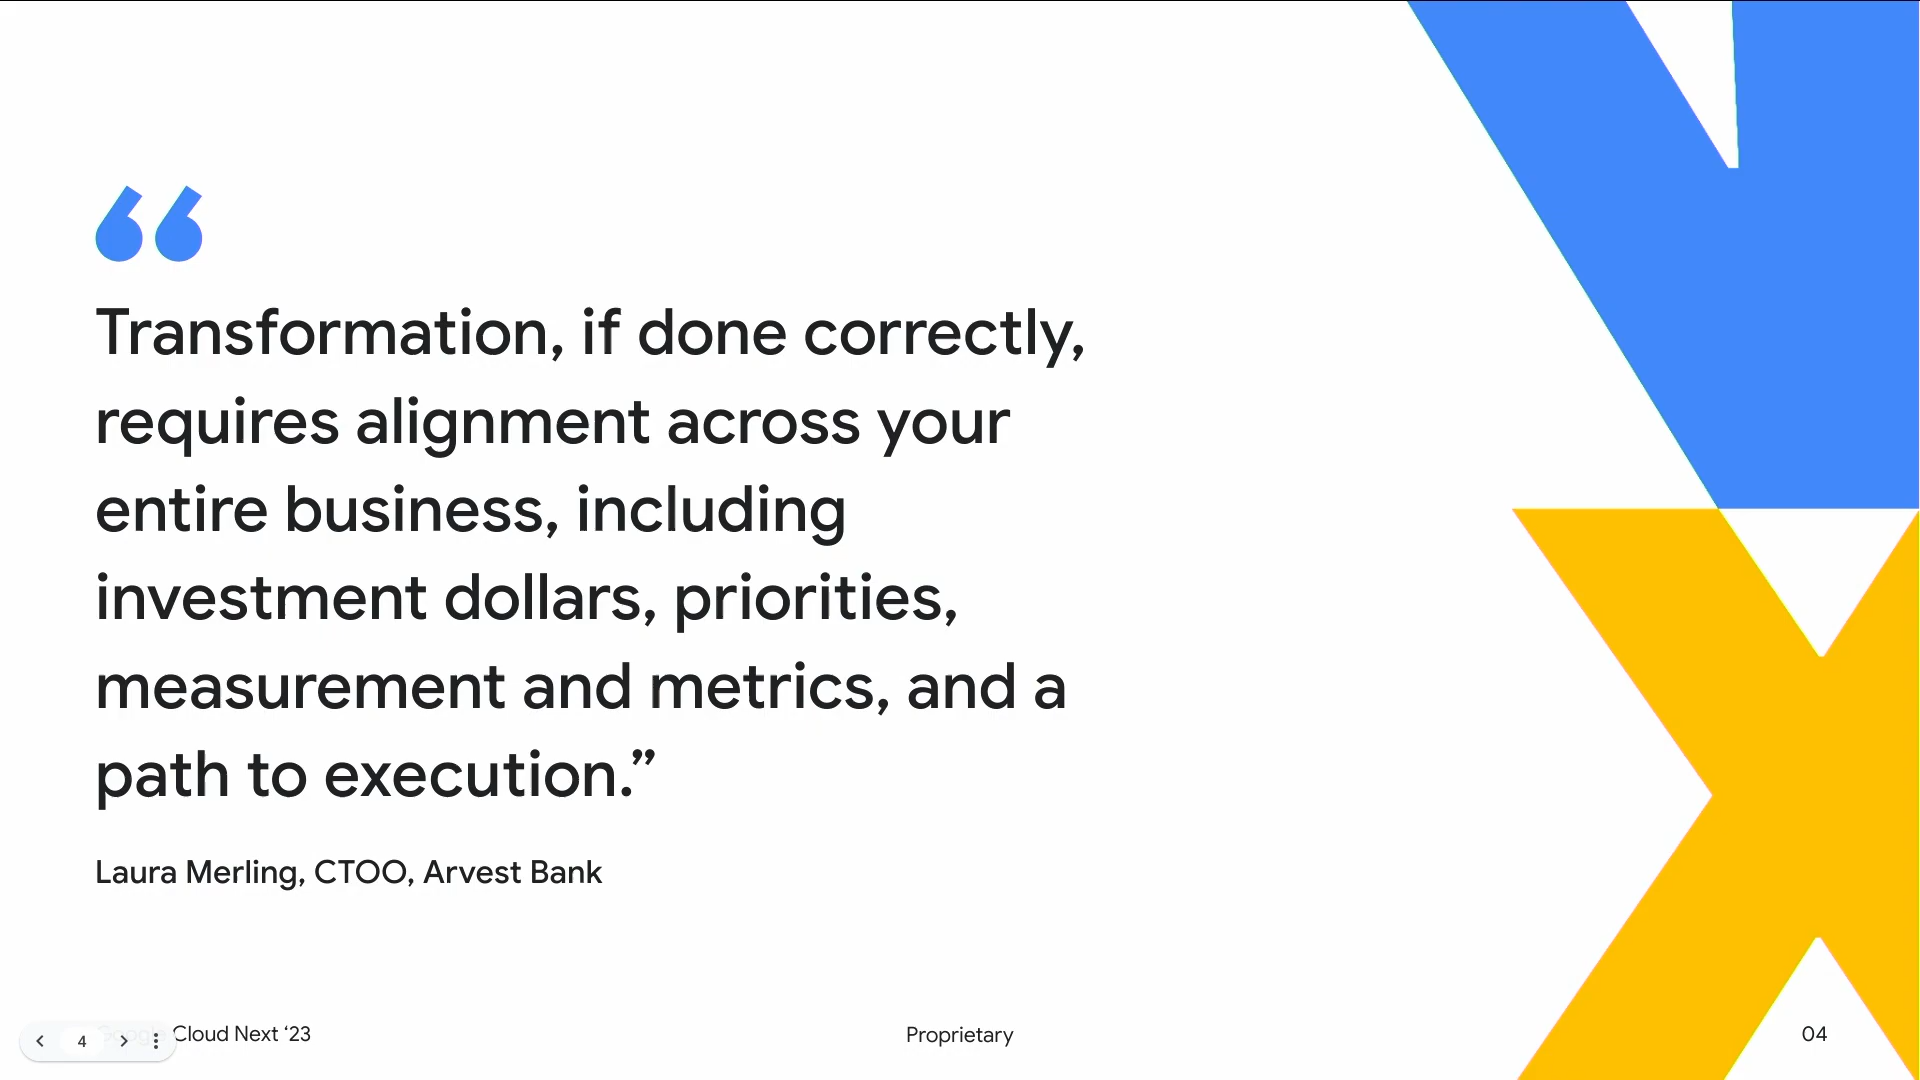 “
Transformation, if done correctly,
requires alignment across your
entire business, including
investment dollars, priorities,
measurement and metrics, and a
path to execution.”
Laura Merling, CTOO, Arvest Bank
Google Cloud Next ‘23
4
Proprietary
04